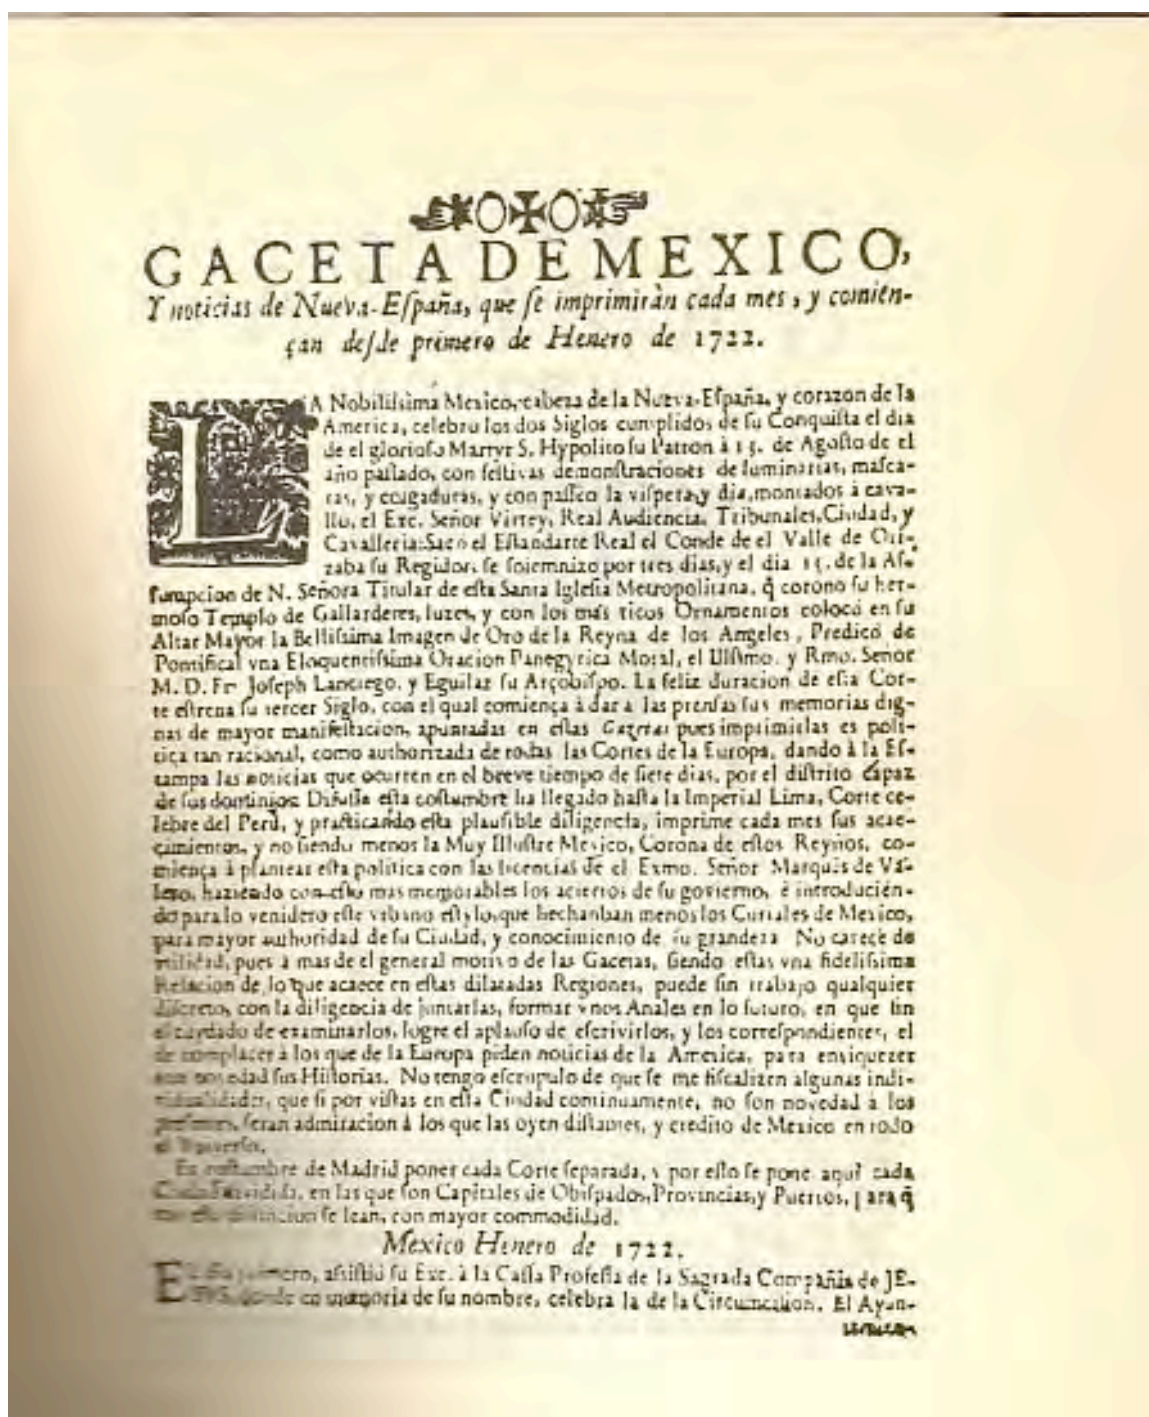 GACETA DE MEXICO,
Y noticias de Nueva-Eſpaña, que ſe imprimiràn cada mes, y comien-
çan deſde primero de Henero de 1722.
LA Nobiliſsima Mexico, cabeza de la Nueva-Eſpaña, y corazon de la
America, celebrò los dos Siglos cumplidos de ſu Conquiſta el dia
de el glorioſo Martyr S. Hypolito ſu Patron à 13. de Agoſto de el
año paſſado, con feſtivas demonſtraciones de luminarias, maſca-
ras, y colgaduras, y con paſſeo la viſpera, y dia, montados à cava-
llo, el Exc. Señor Virrey, Real Audiencia, Tribunales, Ciudad, y
Cavalleria: Sacò el Eſtandarte Real el Conde de el Valle de Ori-
zaba ſu Regidor, ſe ſolemnizo por tres dias, y el dia 15. de la Aſ-
ſumpcion de N. Señora Titular de eſta Santa Igleſia Metropolitana, q̃ corono ſu her-
moſo Templo de Gallardetes, luzes, y con los más ricos Ornamentos colocó en ſu
Altar Mayor la Belliſsima Imagen de Oro de la Reyna de los Angeles, Predicó de
Pontifical vna Eloquentiſsima Oracion Panegyrica Moral, el Illſtmo. y Rmo. Señor
M. D. Fr. Joſeph Lanciego, y Eguilaz ſu Arçobiſpo. La feliz duracion de eſta Cor-
te eſtrena ſu tercer Siglo, con el qual comiença à dar à las prenſas ſus memorias dig-
nas de mayor manifeſtacion, apuntadas en eſtas Gazetas pues imprimirlas es poli-
tica tan racional, como authorizada de todas las Cortes de la Europa, dando à la Eſ-
tampa las noticias que ocurren en el breve tiempo de ſiete dias, por el diſtrito capaz
de ſus dominios. Difuſa eſta coſtumbre ha llegado haſta la Imperial Lima, Corte ce-
lebre del Perú, y practicando eſta plauſible diligencia, imprime cada mes ſus acae-
cimientos, y no ſiendo menos la Muy Illuſtre Mexico, Corona de eſtos Reynos, co-
miença à plantear eſta politica con las licencias de el Exmo. Señor Marquès de Va-
lero, haziendo con eſto mas memorables los aciertos de ſu govierno, è introducien-
do para lo venidero eſte vrbano eſtylo, que hechanban menos los Curiales de Mexico,
para mayor authoridad de ſu Ciudad, y conocimiento de ſu grandeza No carece de
vtilidad, pues à mas de el general motivo de las Gacetas, ſiendo eſtas vna fideliſsima
Relacion de lo que acaece en eſtas dilatadas Regiones, puede ſin trabajo qualquier
diſcreto, con la diligencia de juntarlas, formar vnos Anales en lo futuro, en que ſin
el cuydado de examinarlos, logre el aplauſo de eſcrivirlos, y los correſpondientes, el
de complacer à los que de la Europa piden noticias de la America, para enriquezer
con novedad ſus Hiſtorias. No tengo eſcrupulo de que ſe me fiſcalizen algunas indi-
vidualidades, que ſi por viſtas en eſta Ciudad continuamente, no ſon novedad à los
preſentes, ſeran admiracion à los que las oyen diſtantes, y credito de Mexico en todo
el Vniverſo.
Es coſtumbre de Madrid poner cada Corte ſeparada, y por eſto ſe pone aquí cada
Ciudad en las que ſon Capitales de Obiſpados, Provincias, y Puertos, para q̃
ſe lean, con mayor commodidad.
Mexico Henero de 1722.
EL dia primero, aſsiſtiò ſu Exc. à la Caſſa Profeſſa de la Sagrada Compañia de JE-
SVS, donde en memoria de ſu nombre, celebra la de la Circumcision. El Ayun-